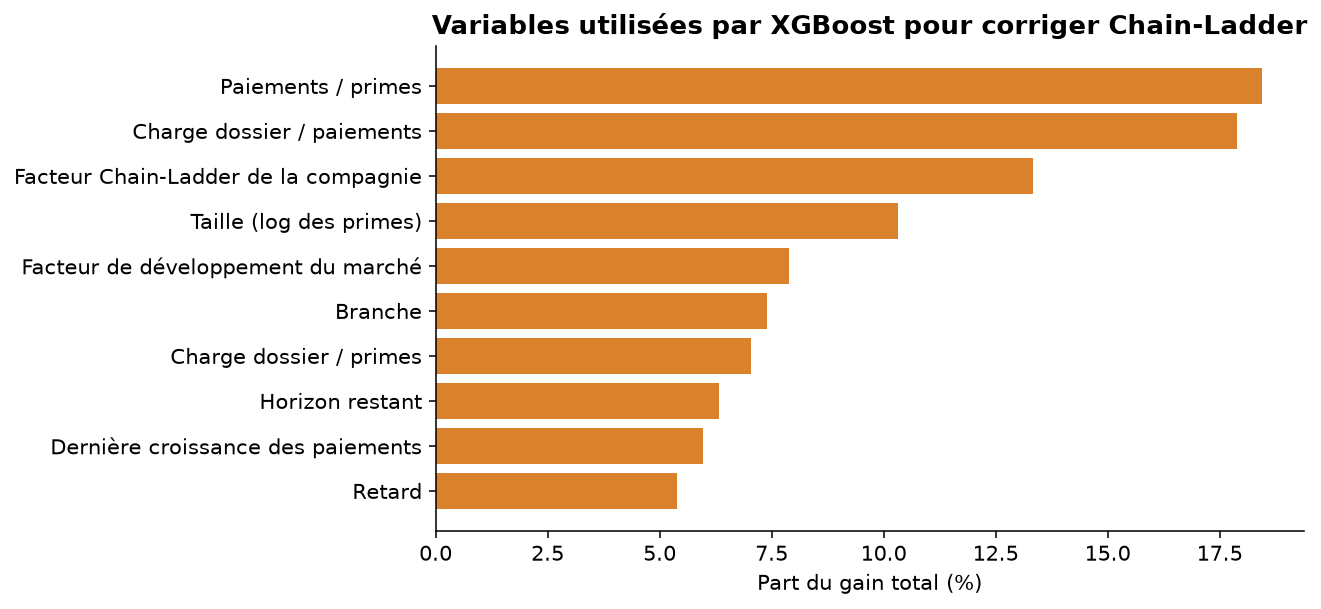 Variables utilisées par XGBoost pour corriger Chain-Ladder
Paiements / primes
Charge dossier / paiements
Facteur Chain-Ladder de la compagnie
Taille (log des primes)
Facteur de développement du marché
Branche
Charge dossier / primes
Horizon restant
Dernière croissance des paiements
Retard
0.0 2.5 5.0 7.5 10.0 12.5 15.0 17.5
Part du gain total (%)